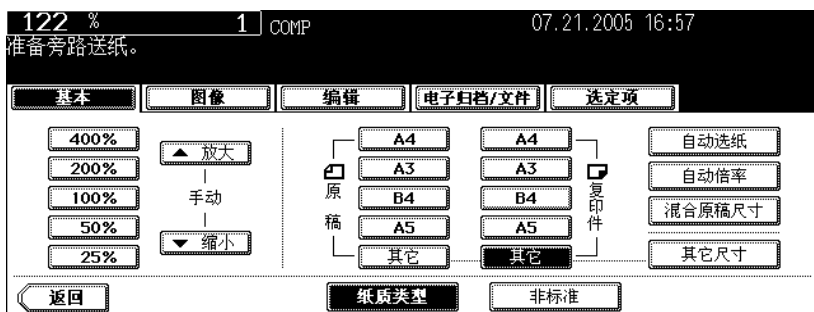 122 % 1 COMP 07.21.2005 16:57
准备旁路送纸。
基本 图像 编辑 电子归档/文件 选定项
400% 放大 A4 A4 自动选纸
200% A3 A3 自动倍率
100% 手动 原稿 B4 B4 复印件 混合原稿尺寸
50% 缩小 A5 A5
25% 其它 其它 其它尺寸
返回 纸质类型 非标准